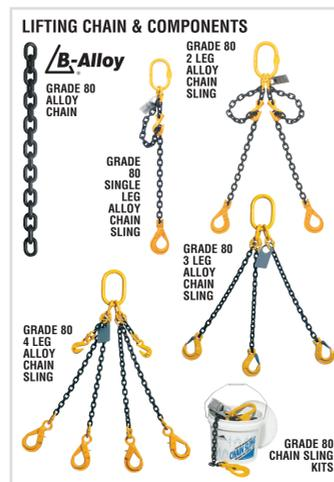 LIFTING CHAIN & COMPONENTS
B-Alloy
GRADE 80
ALLOY
CHAIN
GRADE 80
2 LEG
ALLOY
CHAIN
SLING
GRADE
80
SINGLE
LEG
ALLOY
CHAIN
SLING
GRADE 80
3 LEG
ALLOY
CHAIN
SLING
GRADE 80
4 LEG
ALLOY
CHAIN
SLING
CHAIN SLING
GRADE 80
CHAIN SLING
KITS